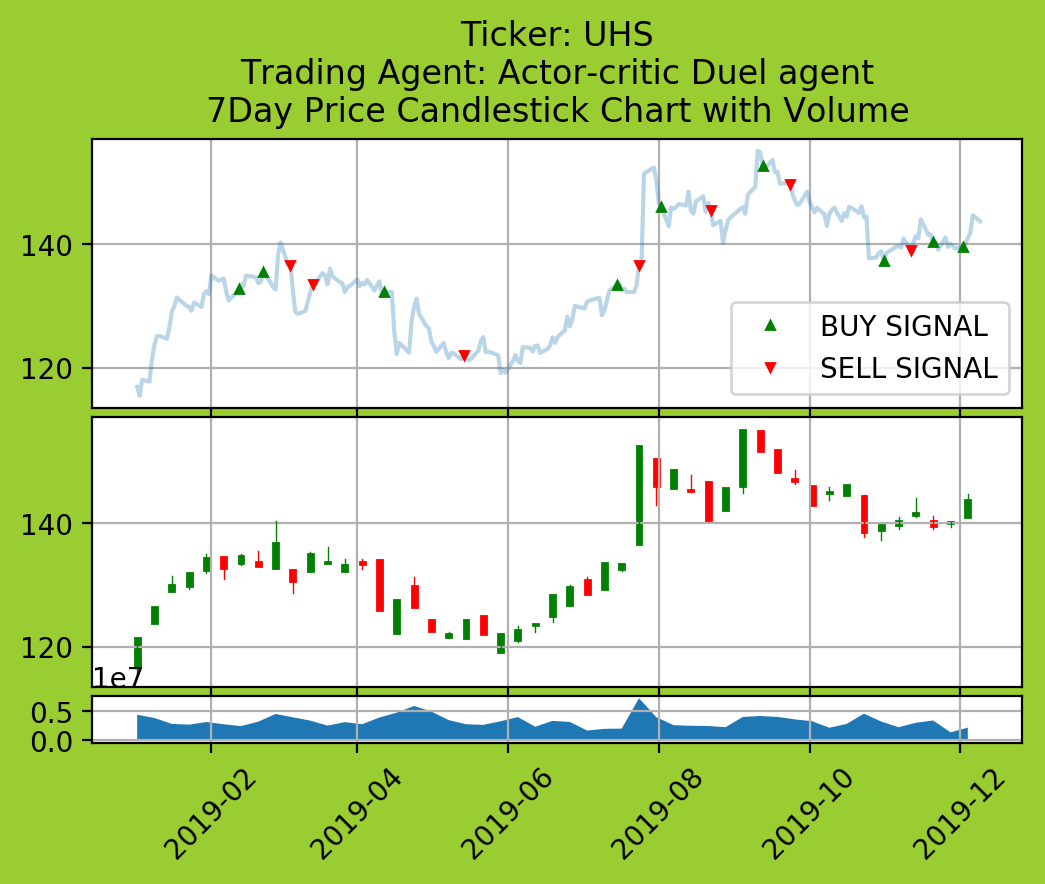 Ticker: UHS
Trading Agent: Actor-critic Duel agent
7Day Price Candlestick Chart with Volume
140
120
BUY SIGNAL
SELL SIGNAL
140
120
1e7
0.5
0.0
2019-02
2019-04
2019-06
2019-08
2019-10
2019-12